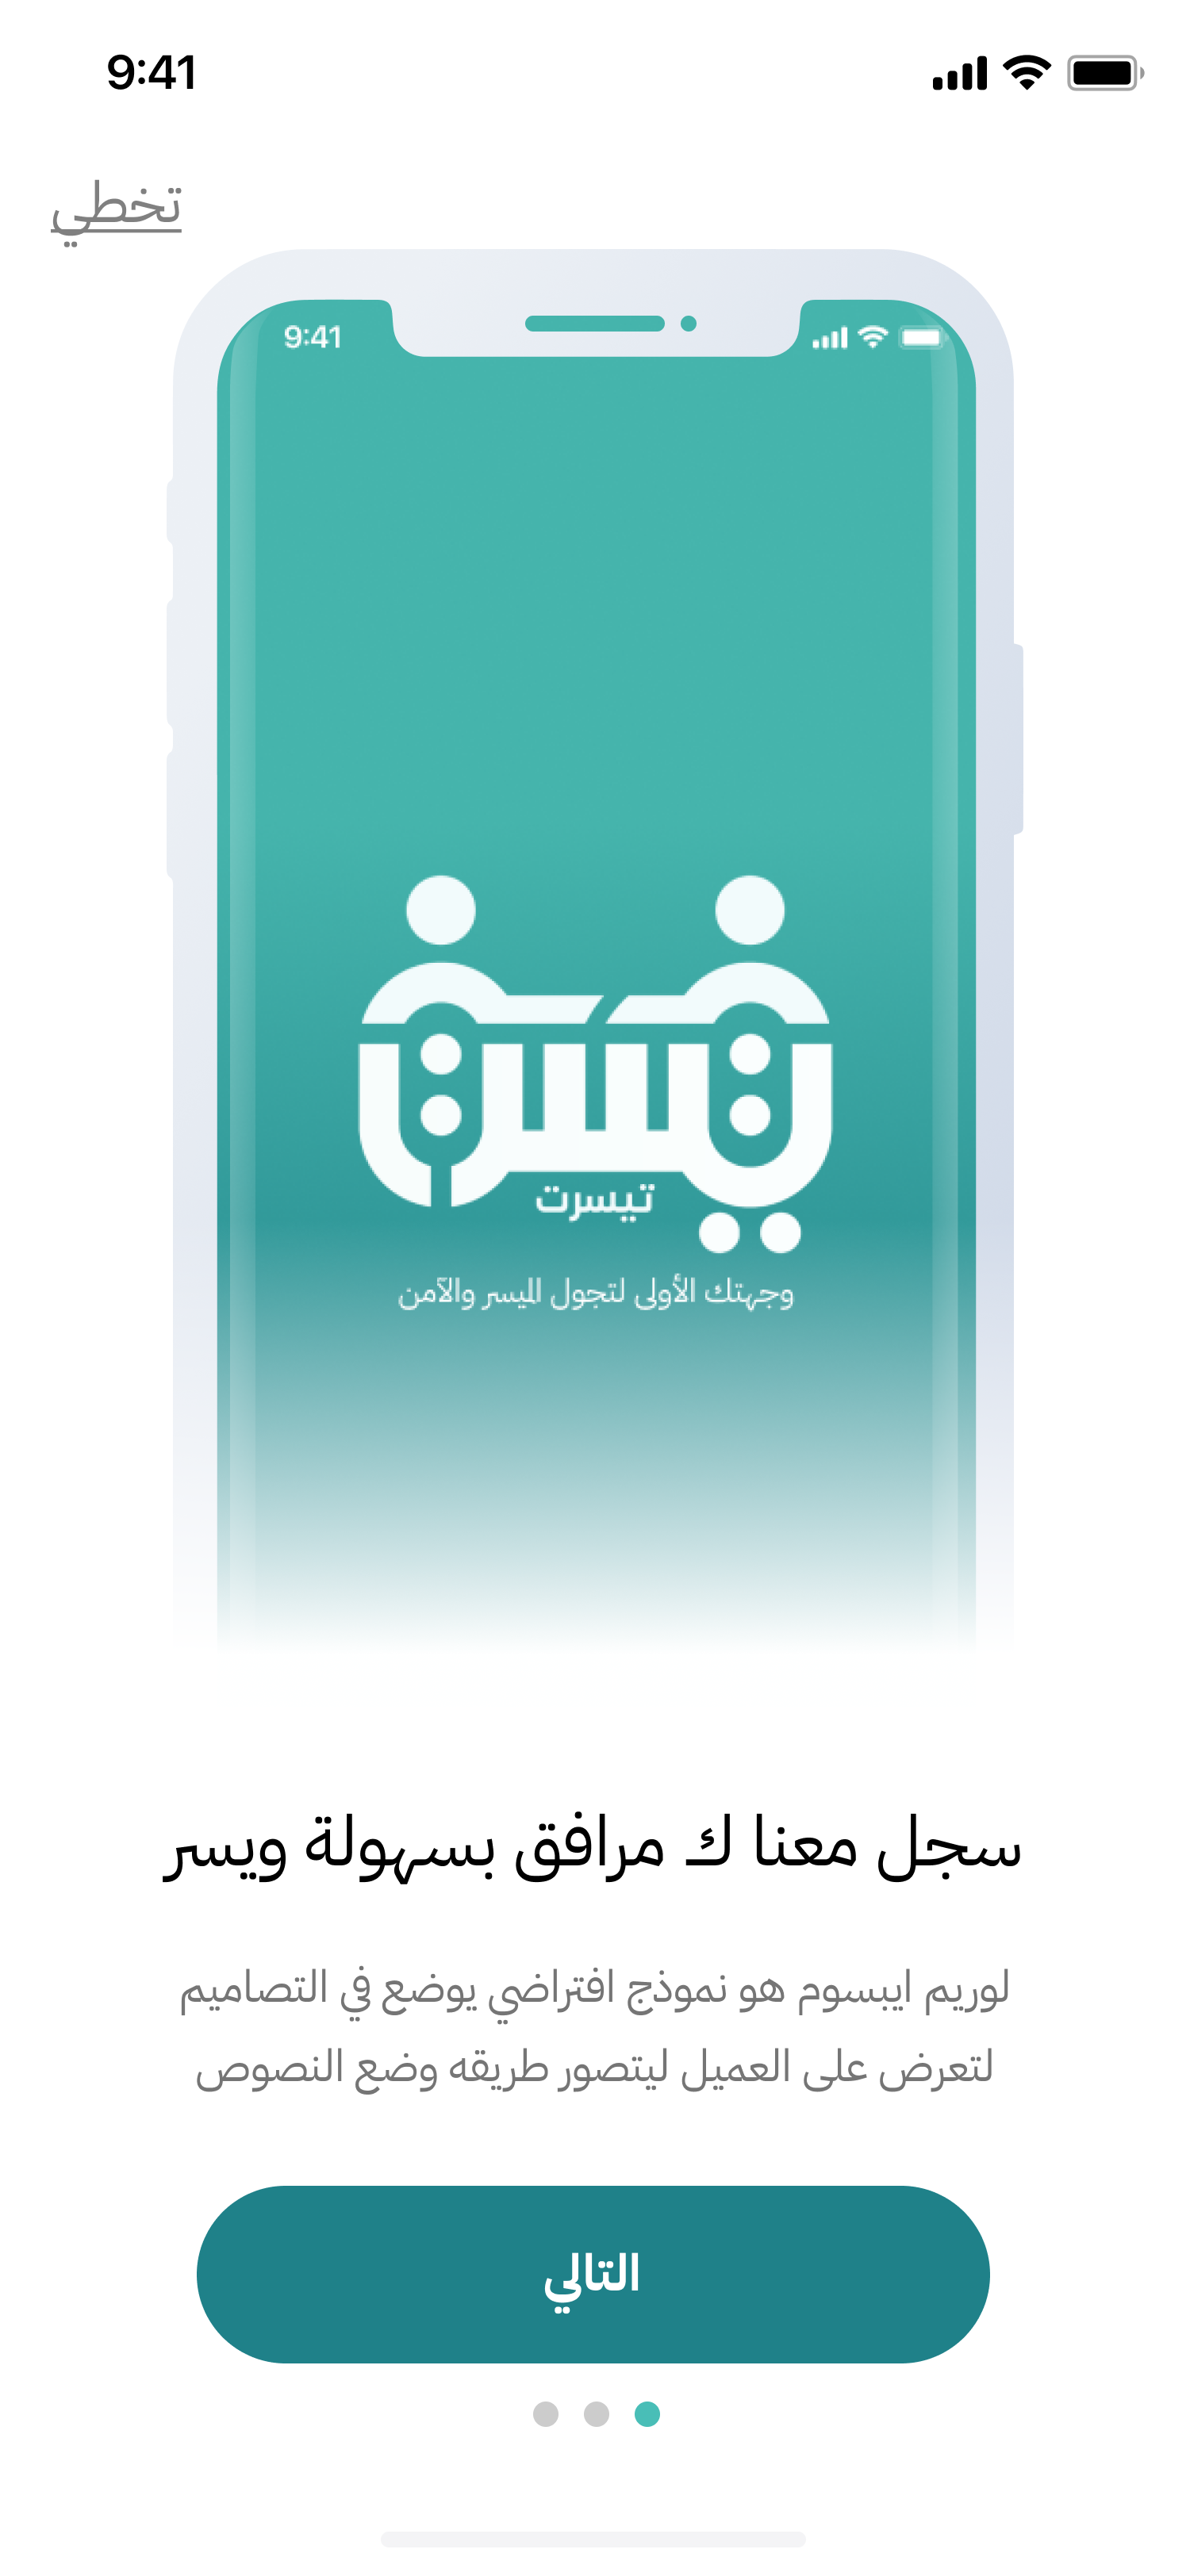 9:41
تخطي
9:41
تيسرت
وجهتك الأولى لتجول الميسر والآمن
سجل معنا ك مرافق بسهولة ويسر
لوريم ايبسوم هو نموذج افتراضي يوضع في التصاميم
لتعرض على العميل ليتصور طريقه وضع النصوص
التالي